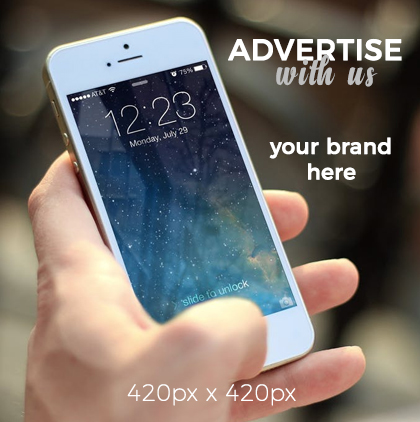 ADVERTISE
with us
AT&T 75%
12:23
Monday, July 29
your brand
here
slide to unlock
420px x 420px